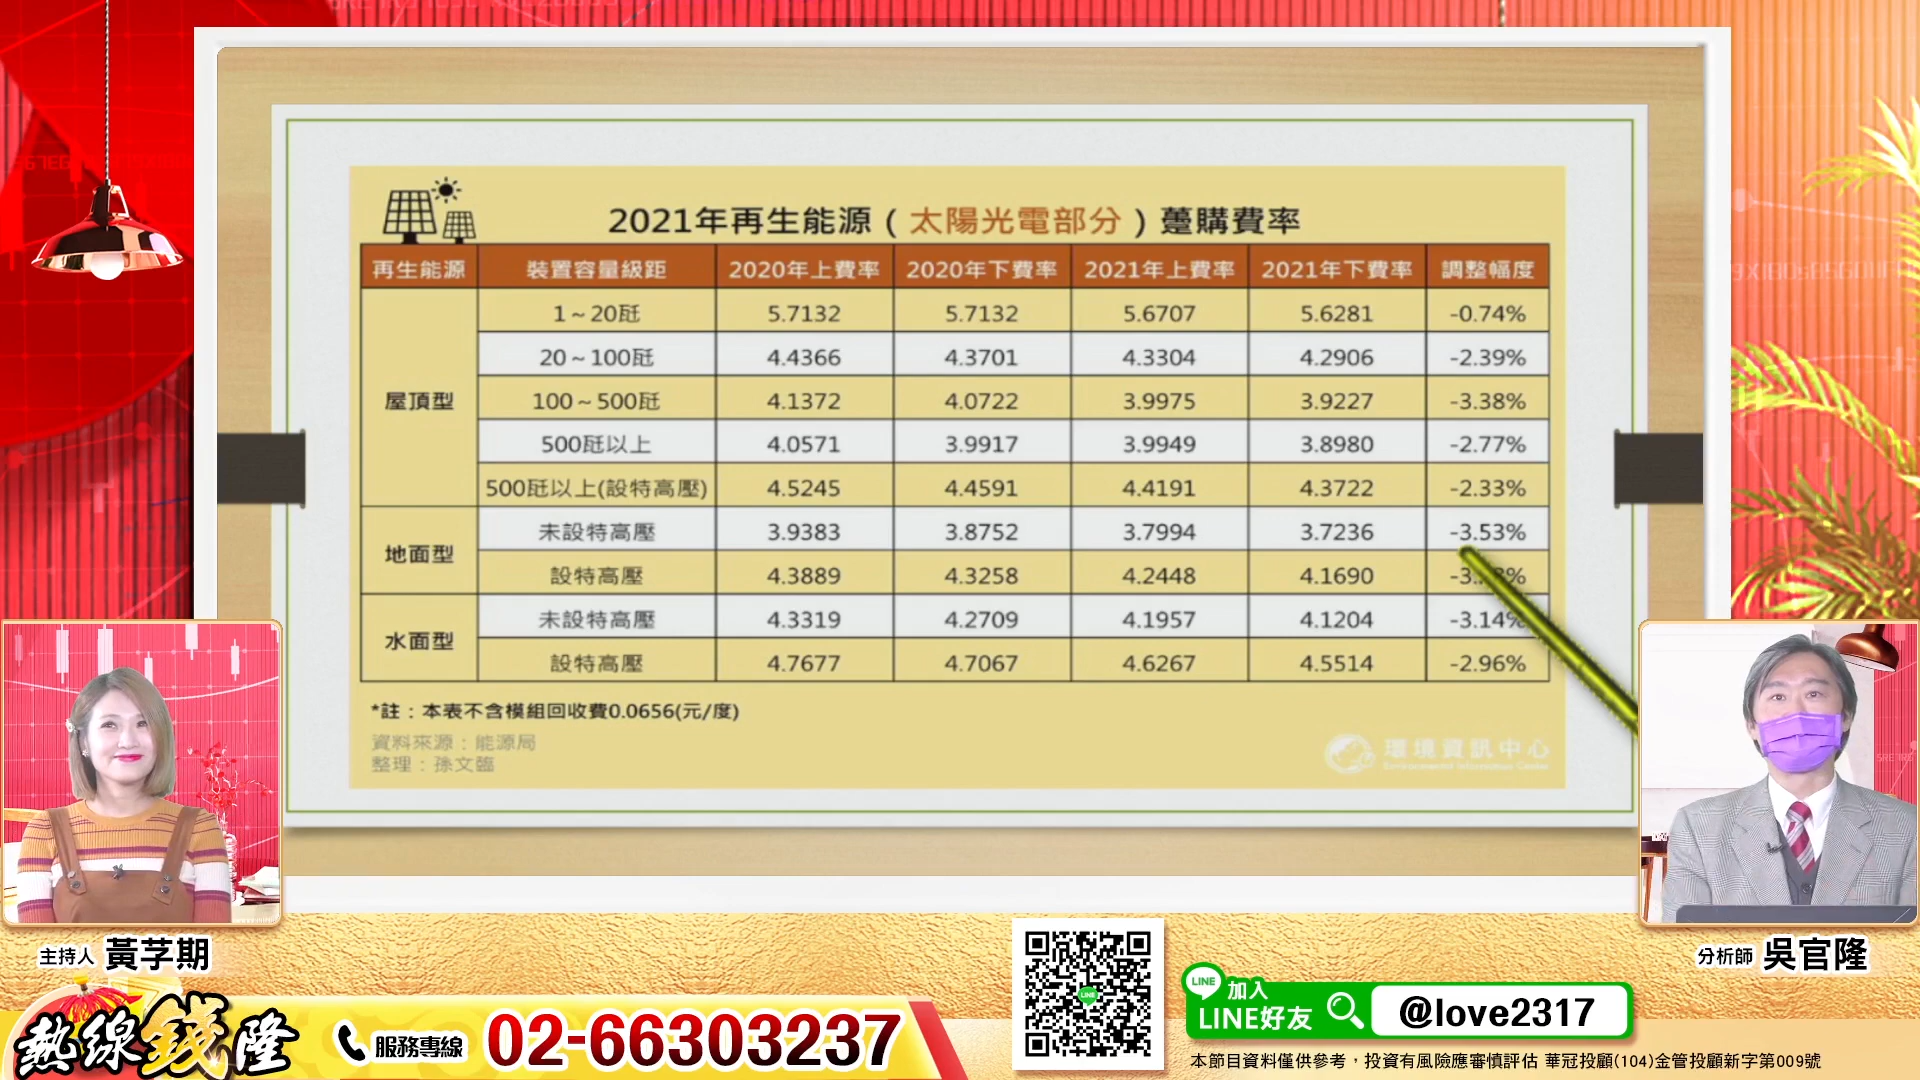 2021年再生能源(太陽光電部分)躉購費率
再生能源 裝置容量級距 2020年上費率 2020年下費率 2021年上費率 2021年下費率 調整幅度
屋頂型
1~20瓩 5.7132 5.7132 5.6707 5.6281 -0.74%
20~100瓩 4.4366 4.3701 4.3304 4.2906 -2.39%
100~500瓩 4.1372 4.0722 3.9975 3.9227 -3.38%
500瓩以上 4.0571 3.9917 3.9949 3.8980 -2.77%
500瓩以上(設特高壓) 4.5245 4.4591 4.4191 4.3722 -2.33%
地面型
未設特高壓 3.9383 3.8752 3.7994 3.7236 -3.53%
設特高壓 4.3889 4.3258 4.2448 4.1690
水面型
未設特高壓 4.3319 4.2709 4.1957 4.1204 -3.14%
設特高壓 4.7677 4.7067 4.6267 4.5514 -2.96%
*註:本表不含模組回收費0.0656(元/度)
資料來源:能源局
整理:孫文臨
環境資訊中心
Environmental Information Center
主持人 黃芓期
分析師 吳官隆
熱線錢隆
服務專線 02-66303237
LINE
加入
LINE好友
@love2317
LINE
本節目資料僅供參考,投資有風險應審慎評估 華冠投顧(104)金管投顧新字第009號